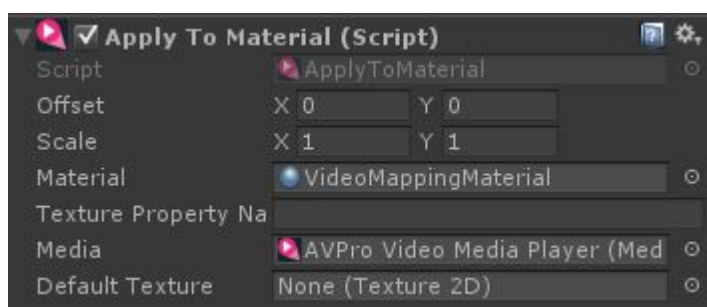 Apply To Material (Script)
Script ApplyToMaterial
Offset X 0 Y 0
Scale X 1 Y 1
Material VideoMappingMaterial
Texture Property Na
Media AVPro Video Media Player (Med
Default Texture None (Texture 2D)